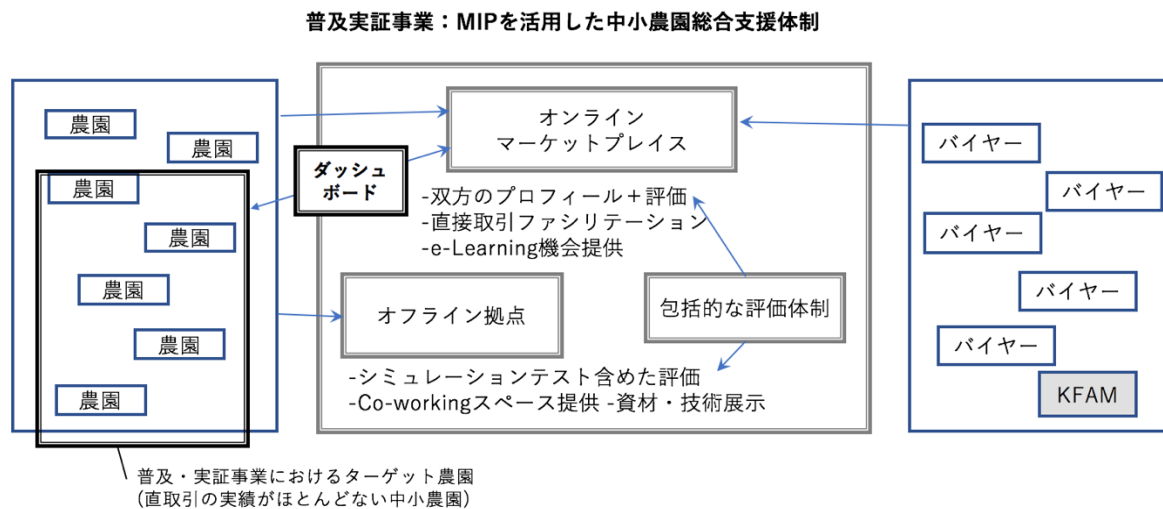 普及実証事業：MIPを活用した中小農園総合支援体制
農園
農園
農園
農園
農園
農園
農園
ダッシュ
ボード
オンライン
マーケットプレイス
-双方のプロフィール＋評価
-直接取引ファシリテーション
-e-Learning機会提供
オフライン拠点
包括的な評価体制
-シミュレーションテスト含めた評価
-Co-workingスペース提供 -資材・技術展示
バイヤー
バイヤー
バイヤー
バイヤー
バイヤー
KFAM
普及・実証事業におけるターゲット農園
(直取引の実績がほとんどない中小農園)